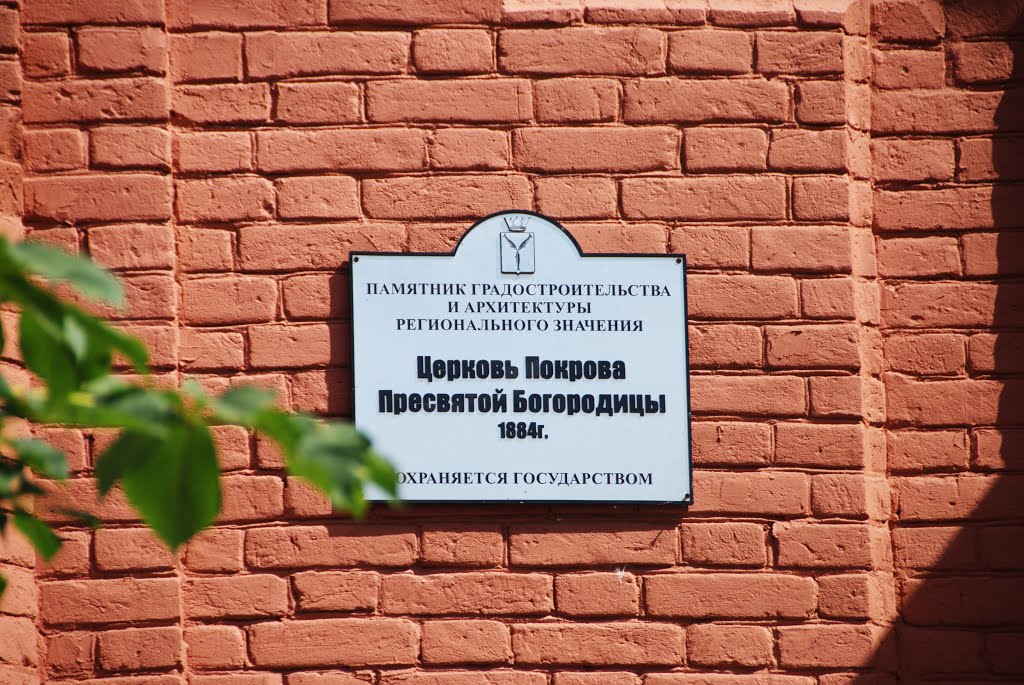 ПАМЯТНИК ГРАДОСТРОИТЕЛЬСТВА
И АРХИТЕКТУРЫ
РЕГИОНАЛЬНОГО ЗНАЧЕНИЯ
Церковь Покрова
Пресвятой Богородицы
1884г.
ОХРАНЯЕТСЯ ГОСУДАРСТВОМ